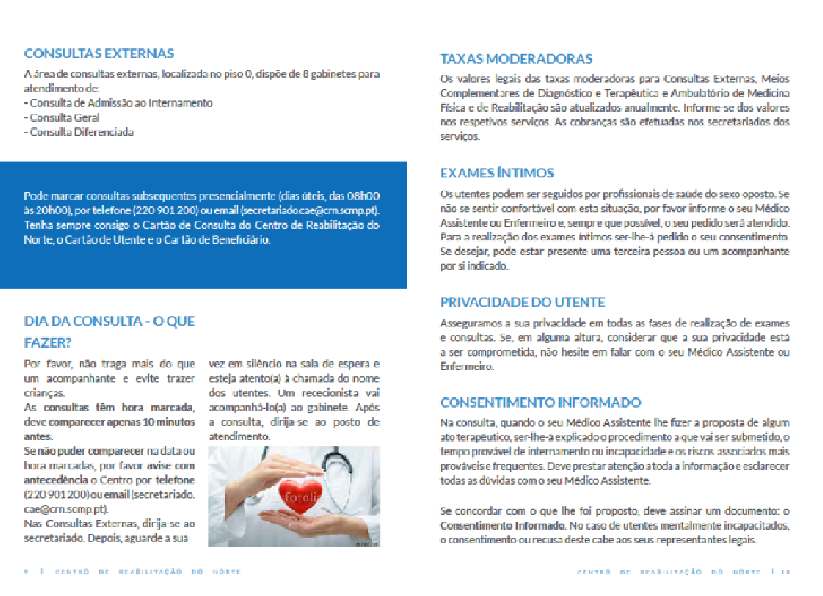 CONSULTAS EXTERNAS
A área de consultas externas, localizada no piso 0, dispõe de 8 gabinetes para
atendimento de:
- Consulta de Admissão ao Internamento
- Consulta Geral
- Consulta Diferenciada
Pode marcar consultas subsequentes presencialmente (dias úteis, das 08h00
às 20h00), por telefone (220 901 200) ou email (secretariado.cae@crn.scmp.pt).
Tenha sempre consigo o Cartão de Consulta do Centro de Reabilitação do
Norte, o Cartão de Utente e o Cartão de Beneficiário.
DIA DA CONSULTA - O QUE
FAZER?
Por favor, não traga mais do que
um acompanhante e evite trazer
crianças.
As consultas têm hora marcada,
deve comparecer apenas 10 minutos
antes.
Se não puder comparecer na data ou
hora marcadas, por favor avise com
antecedência o Centro por telefone
(220 901 200) ou email (secretariado.
cae@crn.scmp.pt).
Nas Consultas Externas, dirija-se ao
secretariado. Depois, aguarde a sua
vez em silêncio na sala de espera e
esteja atento(a) à chamada do nome
dos utentes. Um rececionista vai
acompanhá-lo(a) ao gabinete. Após
a consulta, dirija-se ao posto de
atendimento.
fotolia
CENTRO DE REABILITAÇÃO DO NORTE
TAXAS MODERADORAS
Os valores legais das taxas moderadoras para Consultas Externas, Meios
Complementares de Diagnóstico e Terapêutica e Ambulatório de Medicina
Física e de Reabilitação são atualizados anualmente. Informe-se dos valores
nos respetivos serviços. As cobranças são efetuadas nos secretariados dos
serviços.
EXAMES ÍNTIMOS
Os utentes podem ser seguidos por profissionais de saúde do sexo oposto. Se
não se sentir confortável com esta situação, por favor informe o seu Médico
Assistente ou Enfermeiro e, sempre que possível, o seu pedido será atendido.
Para a realização dos exames íntimos ser-lhe-á pedido o seu consentimento.
Se desejar, pode estar presente uma terceira pessoa ou um acompanhante
por si indicado.
PRIVACIDADE DO UTENTE
Asseguramos a sua privacidade em todas as fases de realização de exames
e consultas. Se, em alguma altura, considerar que a sua privacidade está
a ser comprometida, não hesite em falar com o seu Médico Assistente ou
Enfermeiro.
CONSENTIMENTO INFORMADO
Na consulta, quando o seu Médico Assistente lhe fizer a proposta de algum
ato terapêutico, ser-lhe-á explicado o procedimento a que vai ser submetido, o
tempo provável de internamento ou incapacidade e os riscos associados mais
prováveis e frequentes. Deve prestar atenção a toda a informação e esclarecer
todas as dúvidas com o seu Médico Assistente.
Se concordar com o que lhe foi proposto, deve assinar um documento: o
Consentimento Informado. No caso de utentes mentalmente incapacitados,
o consentimento ou recusa deste cabe aos seus representantes legais.
CENTRO DE REABILITAÇÃO DO NORTE